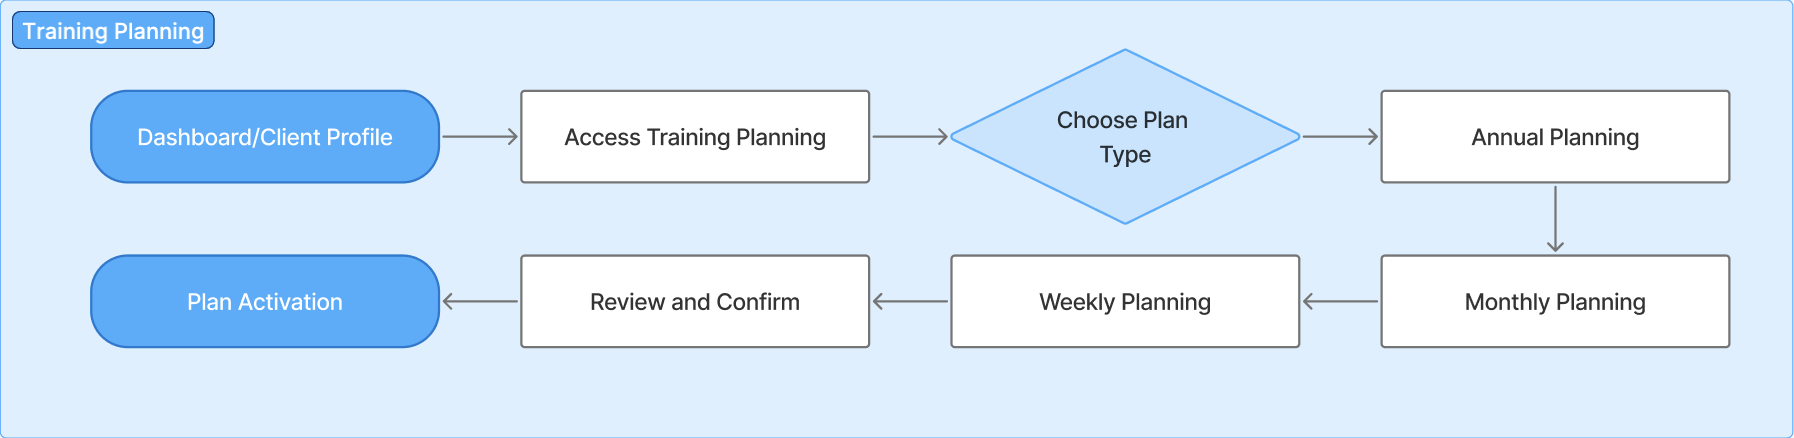 Training Planning
Dashboard/Client Profile
Access Training Planning
Choose Plan
Type
Annual Planning
Plan Activation
Review and Confirm
Weekly Planning
Monthly Planning